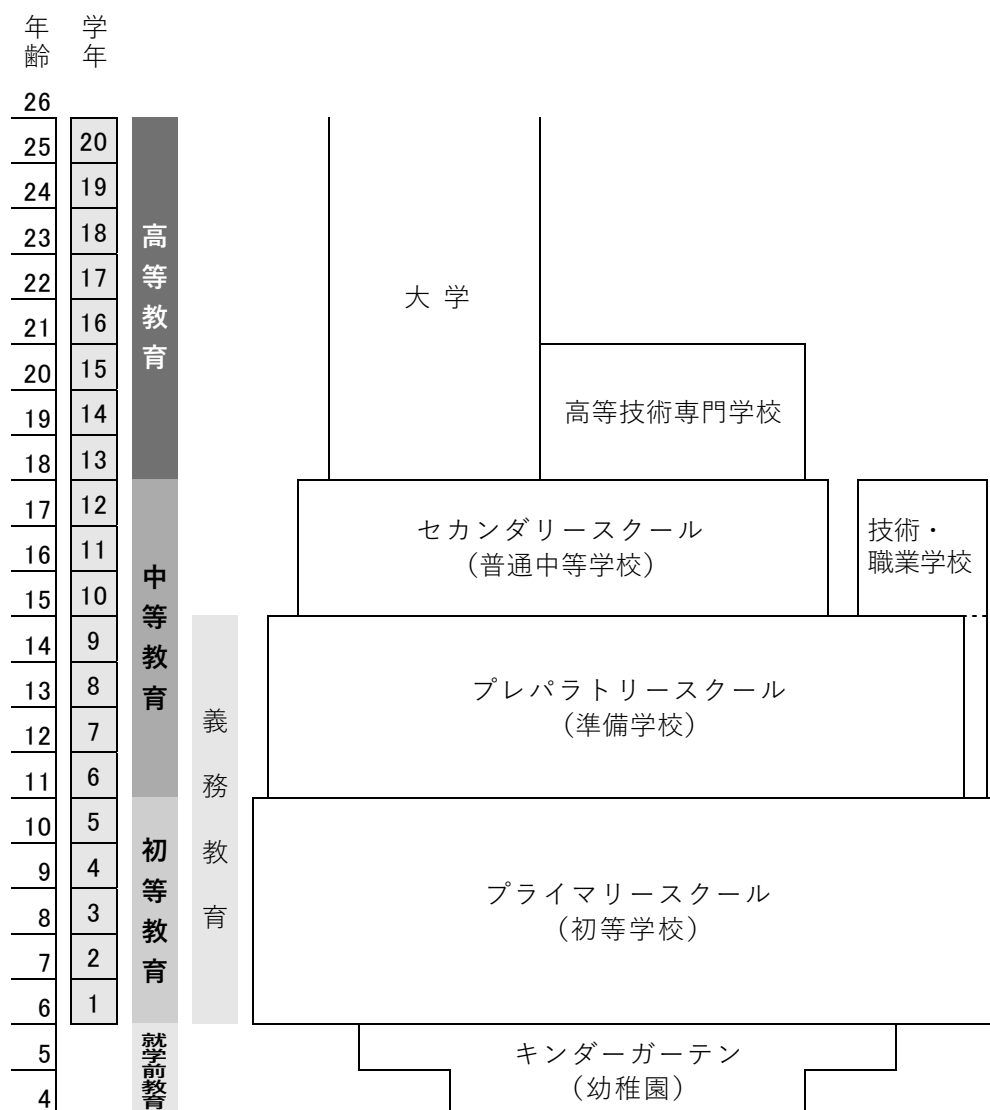 年齢
学年
26
25
24
23
22
21
20
19
18
17
16
15
14
13
12
11
10
9
8
7
6
5
4
20
19
18
17
16
15
14
13
12
11
10
9
8
7
6
5
4
3
2
1
高等教育
中等教育
初等教育
就学前教育
義務教育
大学
高等技術専門学校
セカンダリースクール
(普通中等学校)
技術・
職業学校
プレパラトリースクール
(準備学校)
プライマリースクール
(初等学校)
キンダーガーテン
(幼稚園)